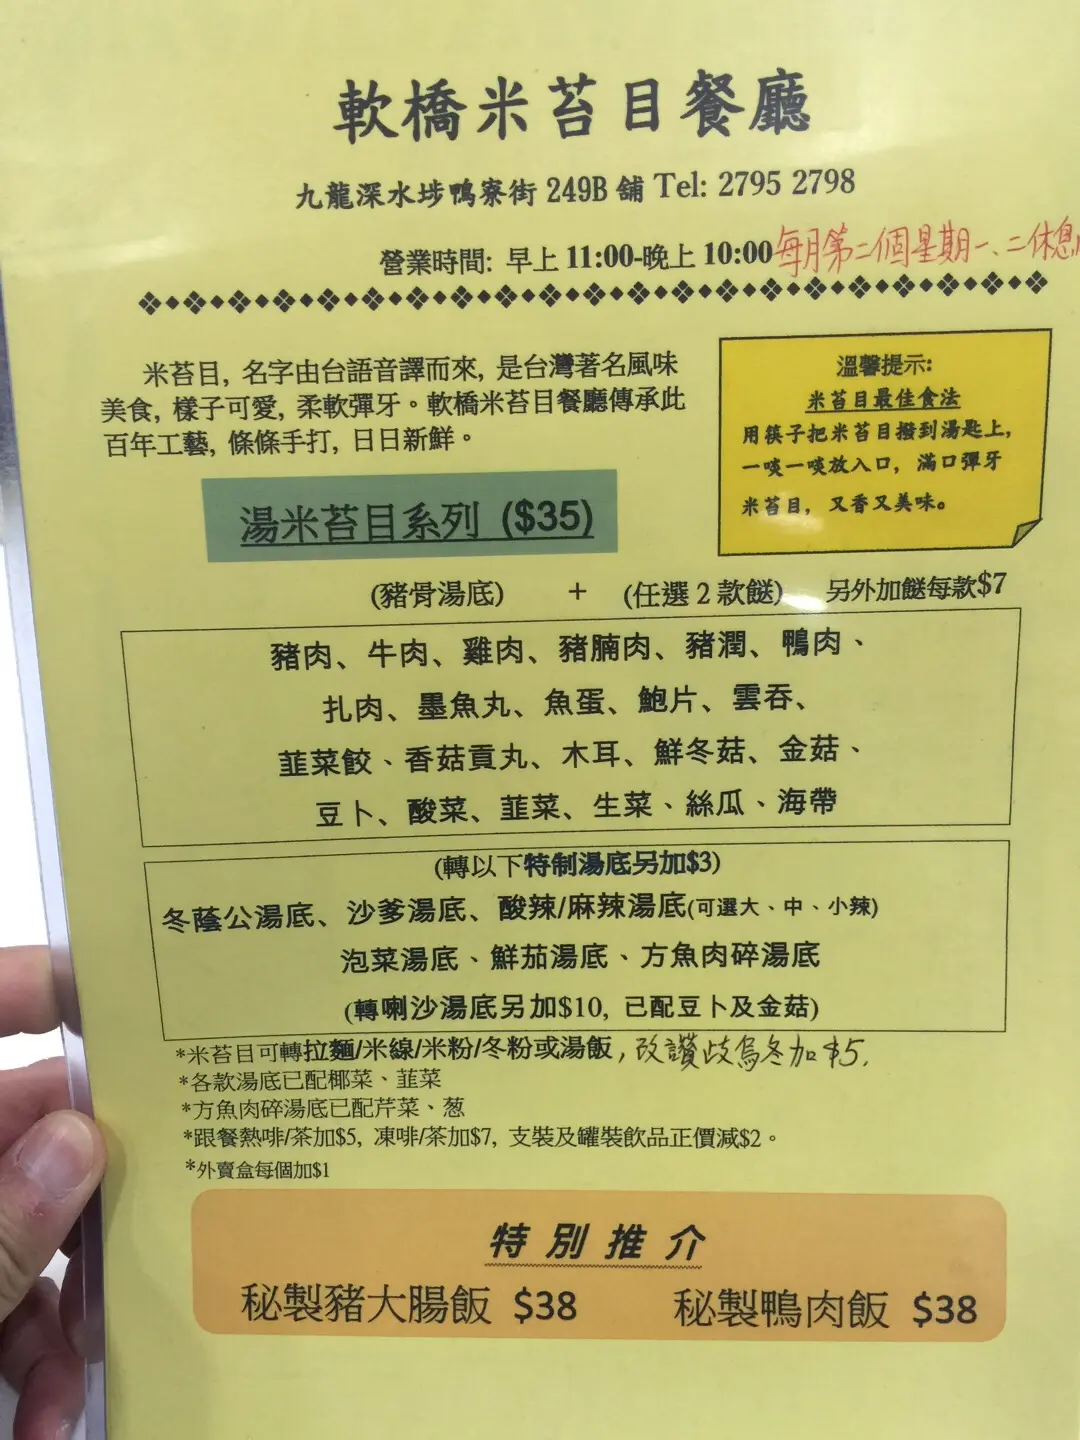 軟橋米苔目餐廳
九龍深水埗鴨寮街 249B 舖 Tel: 2795 2798
營業時間: 早上 11:00-晚上 10:00 每月第二個星期一、二休息
米苔目, 名字由台語音譯而來, 是台灣著名風味
美食, 樣子可愛, 柔軟彈牙。軟橋米苔目餐廳傳承此
百年工藝, 條條手打, 日日新鮮。
溫馨提示:
米苔目最佳食法
用筷子把米苔目撥到湯匙上,
一啖一啖放入口, 滿口彈牙
米苔目, 又香又美味。
湯米苔目系列 ($35)
(豬骨湯底) + (任選 2 款餸) 另外加餸每款$7
豬肉、牛肉、雞肉、豬腩肉、豬潤、鴨肉、
扎肉、墨魚丸、魚蛋、鮑片、雲吞、
韮菜餃、香菇貢丸、木耳、鮮冬菇、金菇、
豆卜、酸菜、韮菜、生菜、絲瓜、海帶
(轉以下特制湯底另加$3)
冬蔭公湯底、沙爹湯底、酸辣/麻辣湯底(可選大、中、小辣)
泡菜湯底、鮮茄湯底、方魚肉碎湯底
(轉喇沙湯底另加$10, 已配豆卜及金菇)
*米苔目可轉拉麵/米線/米粉/冬粉或湯飯, 改讚歧烏冬加$5.
*各款湯底已配椰菜、韮菜
*方魚肉碎湯底已配芹菜、葱
*跟餐熱啡/茶加$5, 凍啡/茶加$7, 支裝及罐裝飲品正價減$2。
*外賣盒每個加$1
特別推介
秘製豬大腸飯 $38 秘製鴨肉飯 $38